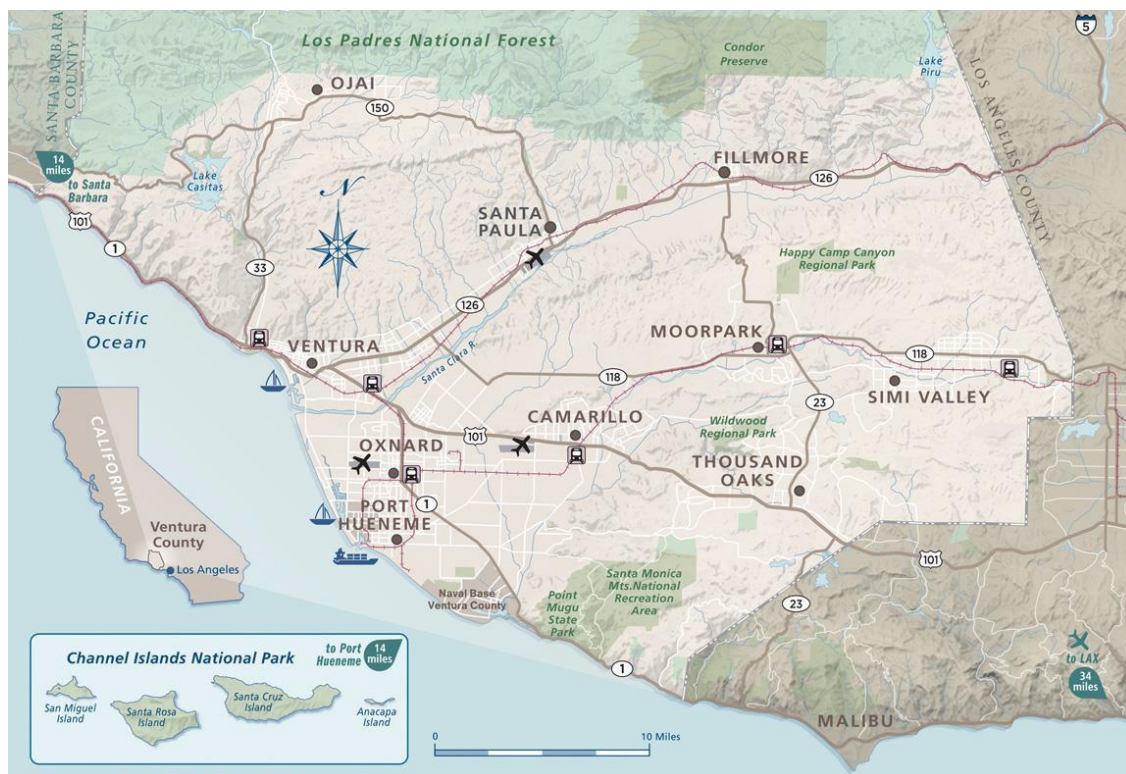 Los Padres National Forest
SANTA BARBARA
COUNTY
Condor
Preserve
Lake
Piru
5
LOS ANGELES COUNTY
OJAI
150
14
miles
to Santa
Barbara
Lake
Casitas
N
FILLMORE
126
101
1
SANTA
PAULA
33
Happy Camp Canyon
Regional Park
126
Pacific
Ocean
VENTURA
Santa Clara R.
MOORPARK
118
118
SIMI VALLEY
23
CAMARILLO
101
Wildwood
Regional Park
OXNARD
THOUSAND
OAKS
PORT
HUENEME
1
101
CALIFORNIA
Ventura
County
Los Angeles
Naval Base
Ventura County
Point
Mugu
State
Park
Santa Monica
Mts.National
Recreation
Area
23
1
to LAX
34
miles
MALIBU
Channel Islands National Park
to Port
Hueneme
14
miles
San Miguel
Island
Santa Rosa
Island
Santa Cruz
Island
Anacapa
Island
0
10 Miles